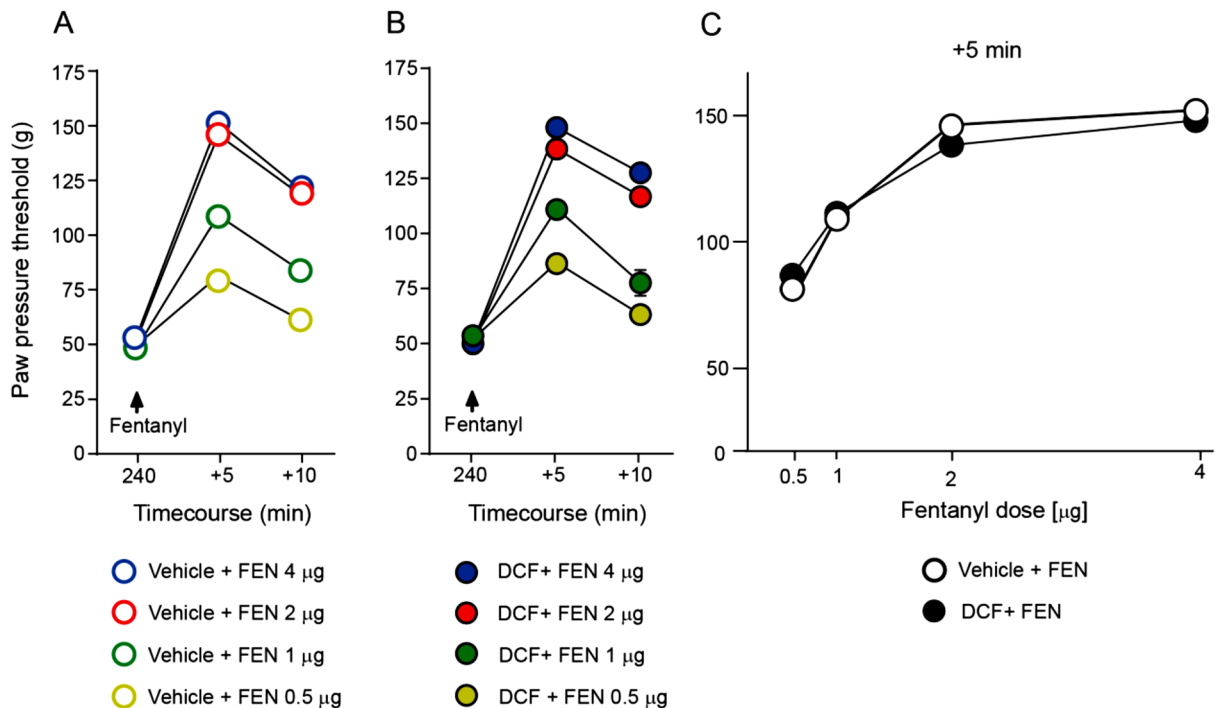 A
B
C
+5 min
Paw pressure threshold (g)
175
150
125
100
75
50
25
0
Fentanyl
240
+5
+10
Timecourse (min)
175
150
125
100
75
50
25
0
Fentanyl
240
+5
+10
Timecourse (min)
150
100
50
0
0.5
1
2
4
Fentanyl dose [µg]
Vehicle + FEN 4 µg
Vehicle + FEN 2 µg
Vehicle + FEN 1 µg
Vehicle + FEN 0.5 µg
DCF+ FEN 4 µg
DCF+ FEN 2 µg
DCF+ FEN 1 µg
DCF + FEN 0.5 µg
Vehicle + FEN
DCF+ FEN